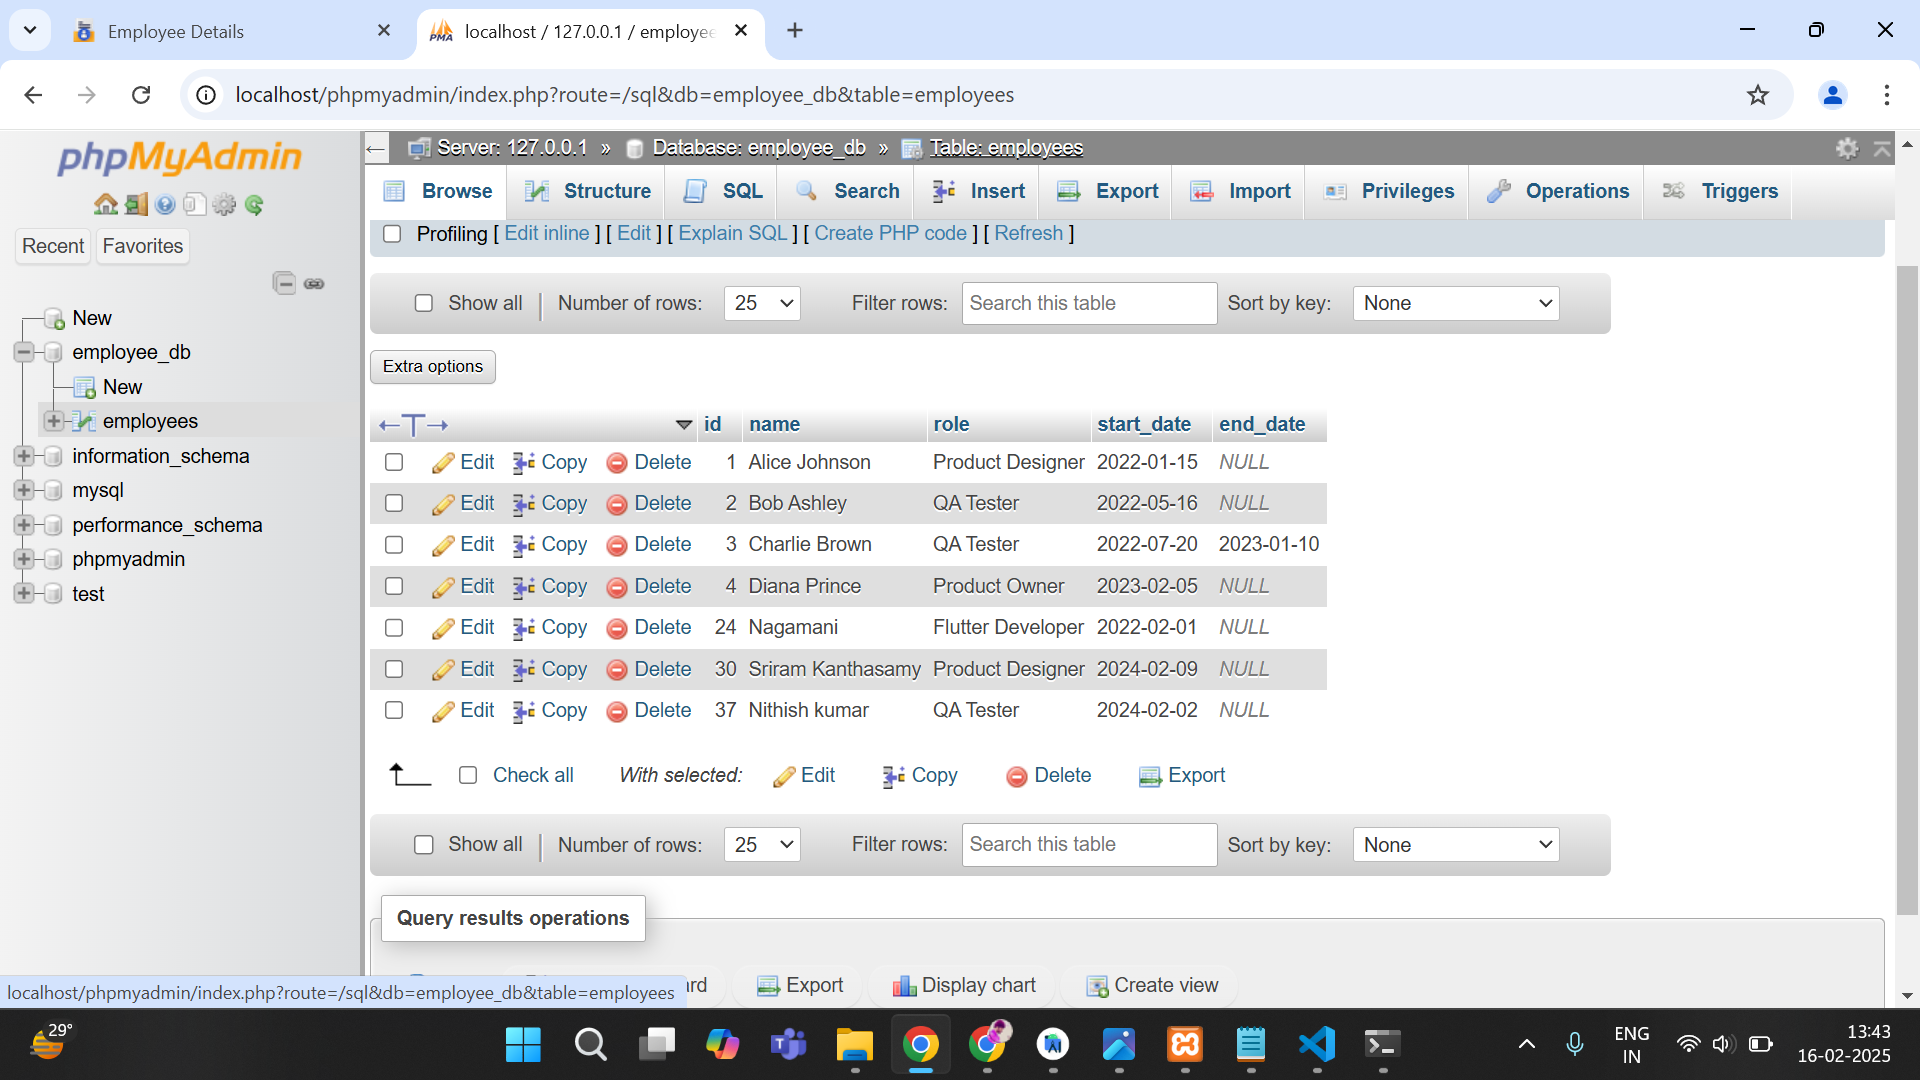 Employee Details
localhost / 127.0.0.1 / employee
localhost/phpmyadmin/index.php?route=/sql&db=employee_db&table=employees
phpMyAdmin
Recent Favorites
New
employee_db
New
employees
information_schema
mysql
performance_schema
phpmyadmin
test
Server: 127.0.0.1 » Database: employee_db » Table: employees
Browse Structure SQL Search Insert Export Import Privileges Operations Triggers
Profiling [ Edit inline ] [ Edit ] [ Explain SQL ] [ Create PHP code ] [ Refresh ]
Show all Number of rows: 25 Filter rows: Search this table Sort by key: None
Extra options
id name role start_date end_date
Edit Copy Delete 1 Alice Johnson Product Designer 2022-01-15 NULL
Edit Copy Delete 2 Bob Ashley QA Tester 2022-05-16 NULL
Edit Copy Delete 3 Charlie Brown QA Tester 2022-07-20 2023-01-10
Edit Copy Delete 4 Diana Prince Product Owner 2023-02-05 NULL
Edit Copy Delete 24 Nagamani Flutter Developer 2022-02-01 NULL
Edit Copy Delete 30 Sriram Kanthasamy Product Designer 2024-02-09 NULL
Edit Copy Delete 37 Nithish kumar QA Tester 2024-02-02 NULL
Check all With selected: Edit Copy Delete Export
Show all Number of rows: 25 Filter rows: Search this table Sort by key: None
Query results operations
Export Display chart Create view
localhost/phpmyadmin/index.php?route=/sql&db=employee_db&table=employees
29°
ENG
IN
13:43
16-02-2025